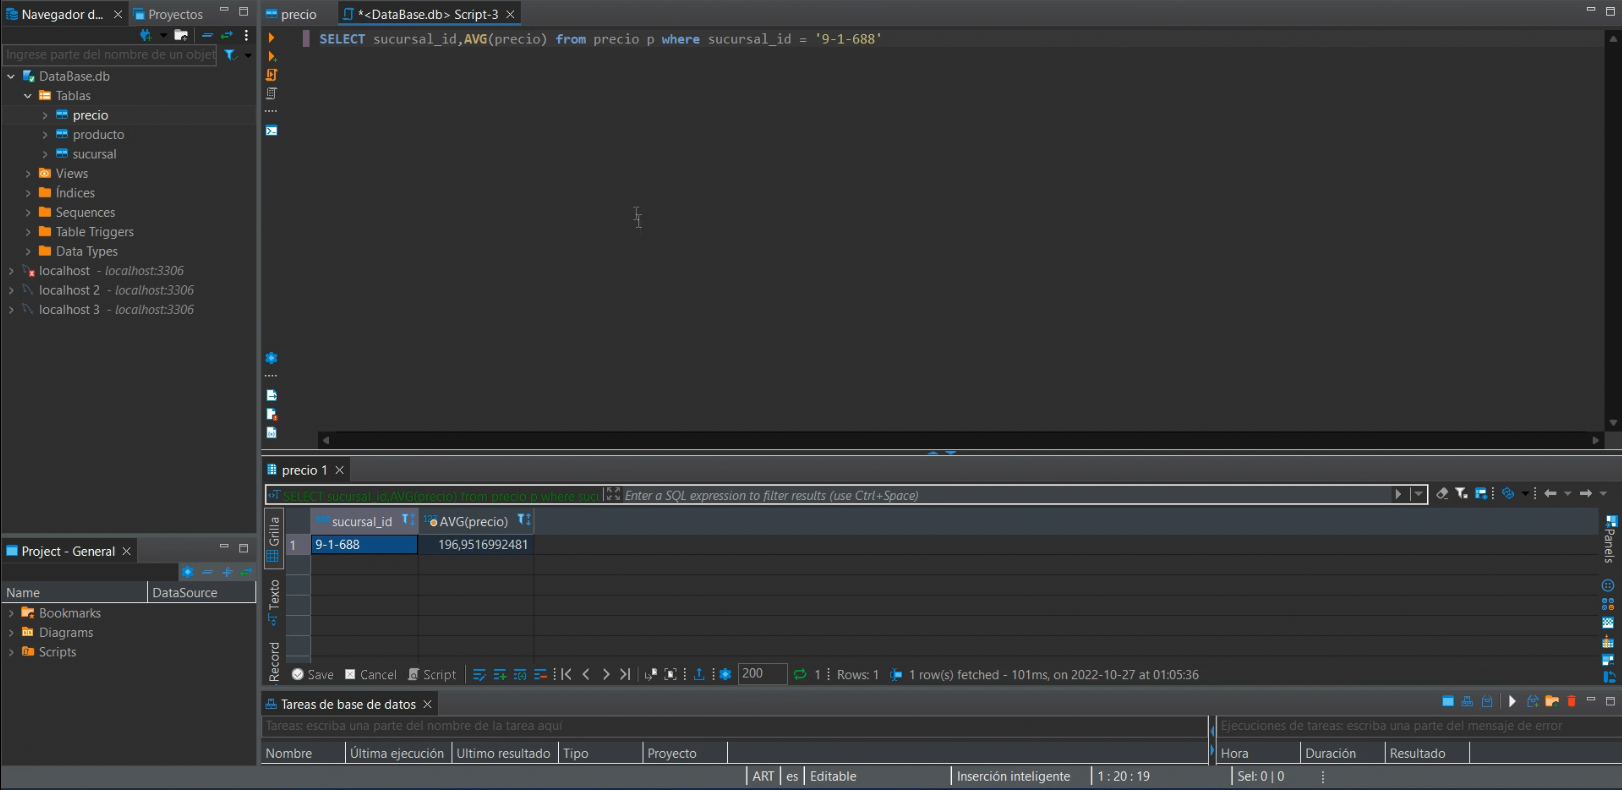 Navegador d...
Proyectos
Ingrese parte del nombre de un objet
DataBase.db
Tablas
precio
producto
sucursal
Views
Índices
Sequences
Table Triggers
Data Types
localhost - localhost:3306
localhost 2 - localhost:3306
localhost 3 - localhost:3306
Project - General
Name DataSource
Bookmarks
Diagrams
Scripts
precio
*<DataBase.db> Script-3
SELECT sucursal_id,AVG(precio) from precio p where sucursal_id = '9-1-688'
precio 1
SELECT sucursal_id,AVG(precio) from precio p where suc
Enter a SQL expression to filter results (use Ctrl+Space)
Grilla
Texto
Record
sucursal_id AVG(precio)
1 9-1-688 196,9516992481
Panels
Save Cancel Script 200 1 Rows: 1 1 row(s) fetched - 101ms, on 2022-10-27 at 01:05:36
Tareas de base de datos
Tareas: escriba una parte del nombre de la tarea aquí
Ejecuciones de tareas: escriba una parte del mensaje de error
Nombre Última ejecución Ultimo resultado Tipo Proyecto
Hora Duración Resultado
ART es Editable Inserción inteligente 1 : 20 : 19 Sel: 0 | 0